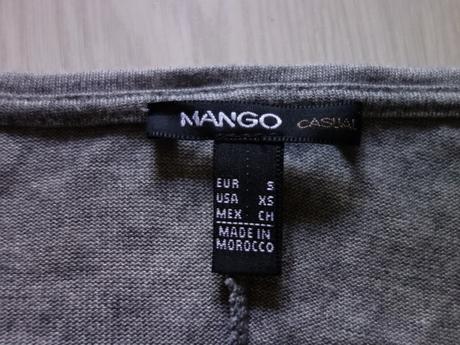 MANGO CASUAL
EUR S
USA XS
MEX CH
MADE IN
MOROCCO